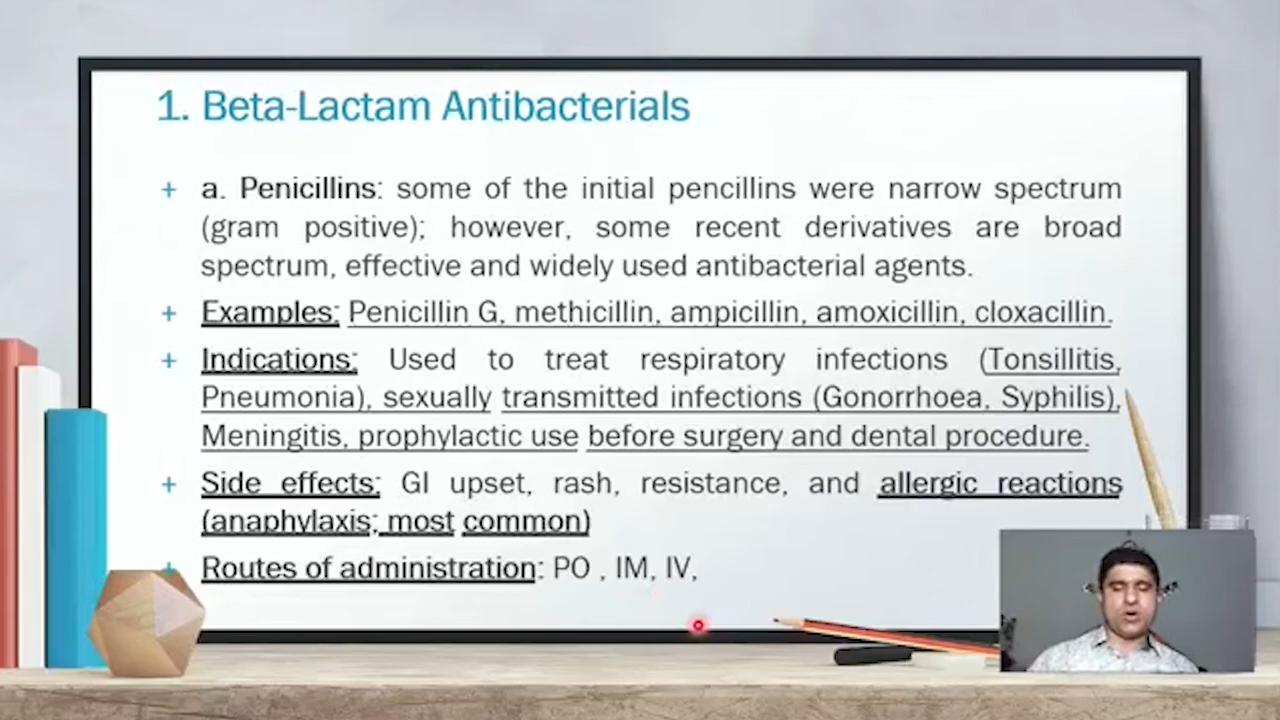 1. Beta-Lactam Antibacterials
+ a. Penicillins: some of the initial pencillins were narrow spectrum
(gram positive); however, some recent derivatives are broad
spectrum, effective and widely used antibacterial agents.
+ Examples: Penicillin G, methicillin, ampicillin, amoxicillin, cloxacillin.
+ Indications: Used to treat respiratory infections (Tonsillitis,
Pneumonia), sexually transmitted infections (Gonorrhoea, Syphilis),
Meningitis, prophylactic use before surgery and dental procedure.
+ Side effects: GI upset, rash, resistance, and allergic reactions
(anaphylaxis; most common)
+ Routes of administration: PO , IM, IV,